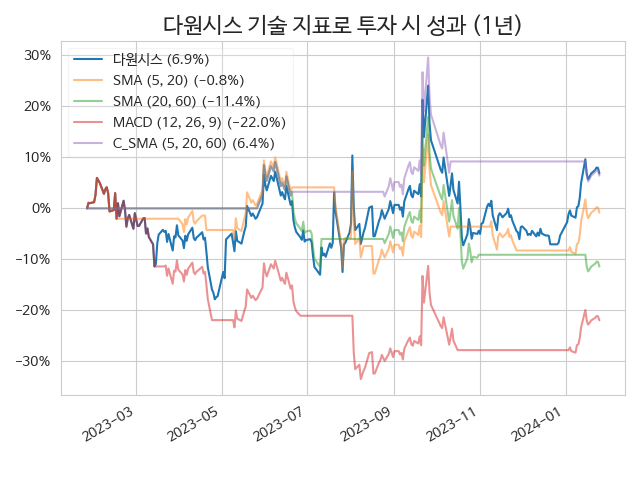 다원시스 기술 지표로 투자 시 성과 (1년)
30%
20%
10%
0%
−10%
−20%
−30%
다원시스 (6.9%)
SMA (5, 20) (−0.8%)
SMA (20, 60) (−11.4%)
MACD (12, 26, 9) (−22.0%)
C_SMA (5, 20, 60) (6.4%)
2023−03
2023−05
2023−07
2023−09
2023−11
2024−01